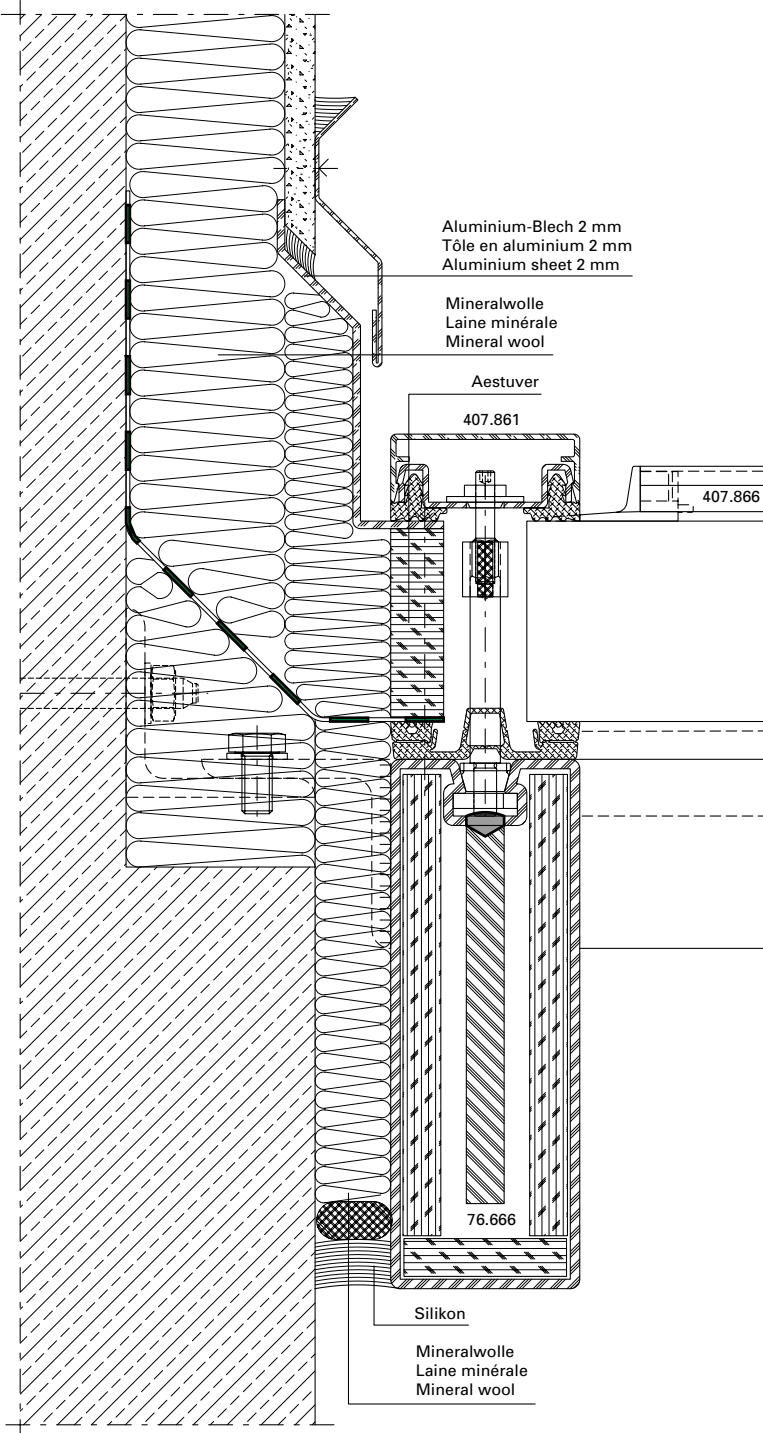 Aluminium-Blech 2 mm
Tôle en aluminium 2 mm
Aluminium sheet 2 mm
Mineralwolle
Laine minérale
Mineral wool
Aestuver
407.861
407.866
76.666
Silikon
Mineralwolle
Laine minérale
Mineral wool